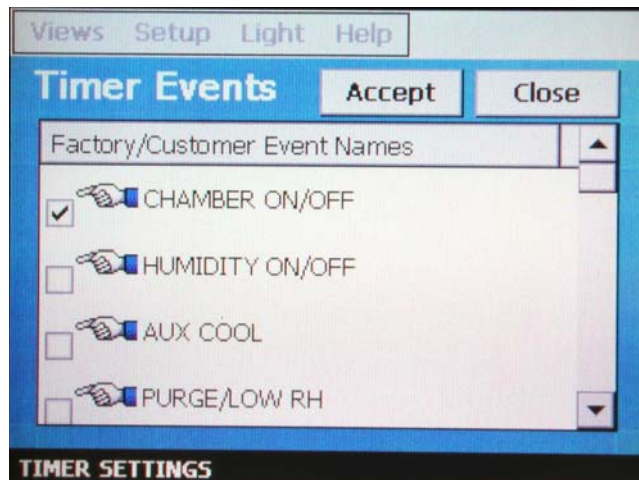 Views Setup Light Help
Timer Events Accept Close
Factory/Customer Event Names
CHAMBER ON/OFF
HUMIDITY ON/OFF
AUX COOL
PURGE/LOW RH
TIMER SETTINGS